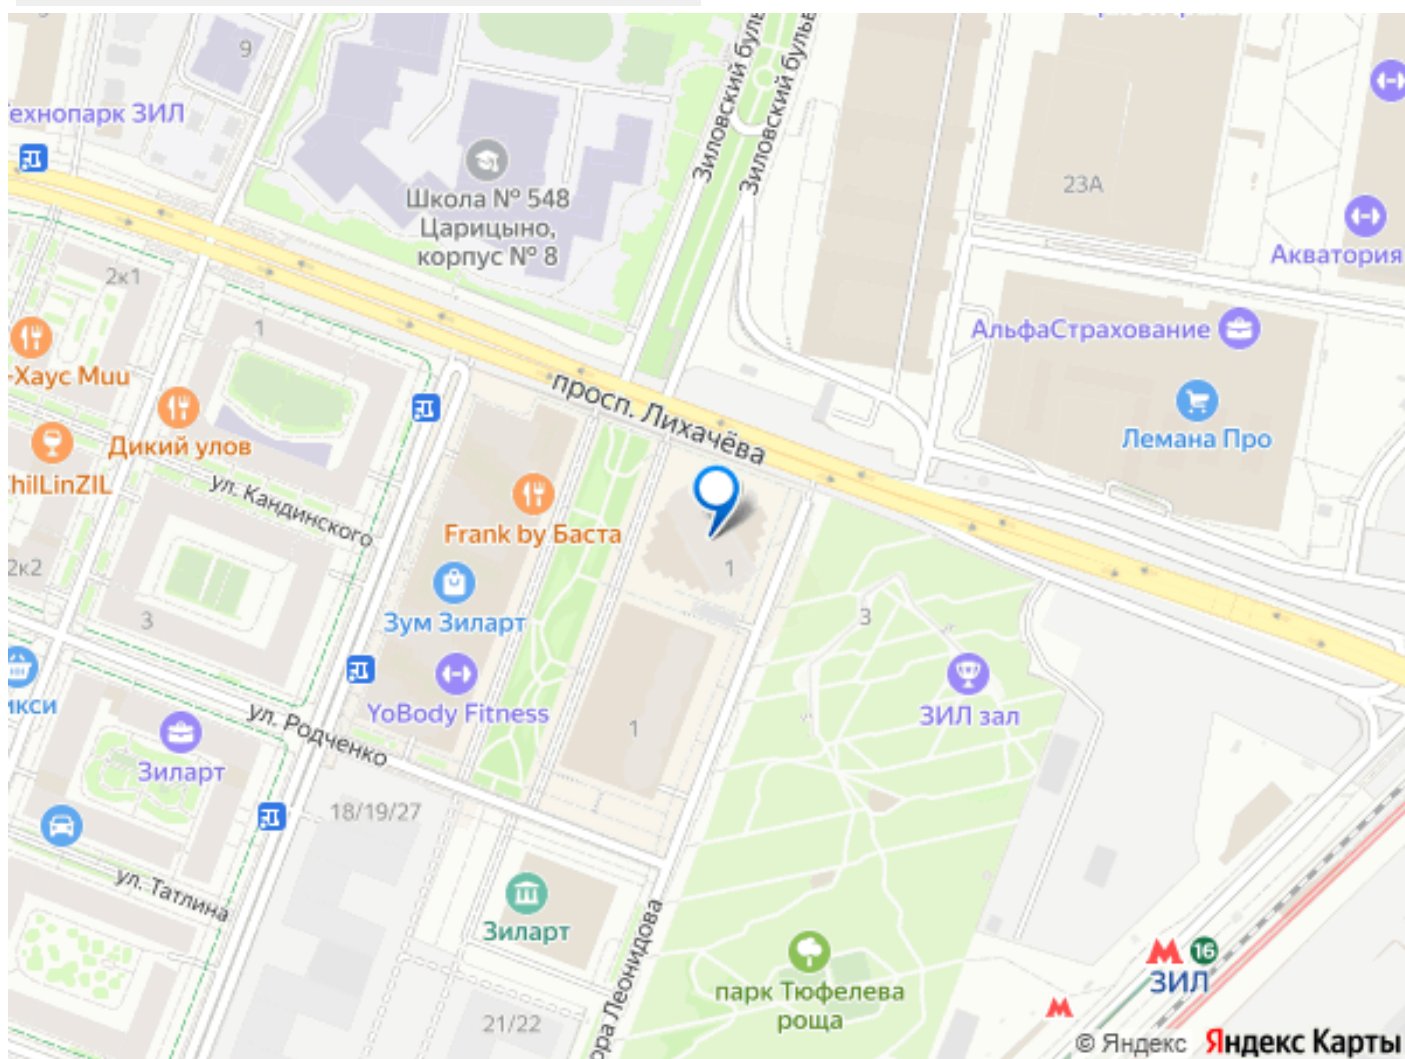 9
ехнопарк ЗИЛ
Зиловский буль
Зиловский бульв
Школа № 548
Царицыно,
корпус № 8
23А
Акватория
2к1
1
-Хаус Muu
АльфаСтрахование
Лемана Про
просп. Лихачёва
Дикий улов
hilLinZIL
ул. Кандинского
Frank by Баста
2к2
1
3
3
Зум Зиларт
икси
YoBody Fitness
ЗИЛ зал
ул. Родченко
1
Зиларт
18/19/27
ул. Татлина
Зиларт
ора Леонидова
парк Тюфелева
роща
М 16
ЗИЛ
М
21/22
© Яндекс Яндекс Карты